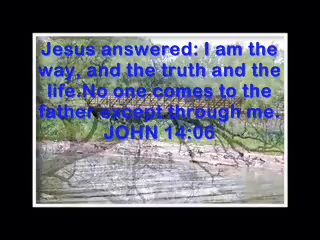 Jesus answered: I am the
way, and the truth and the
life.No one comes to the
father except through me.
JOHN 14:06